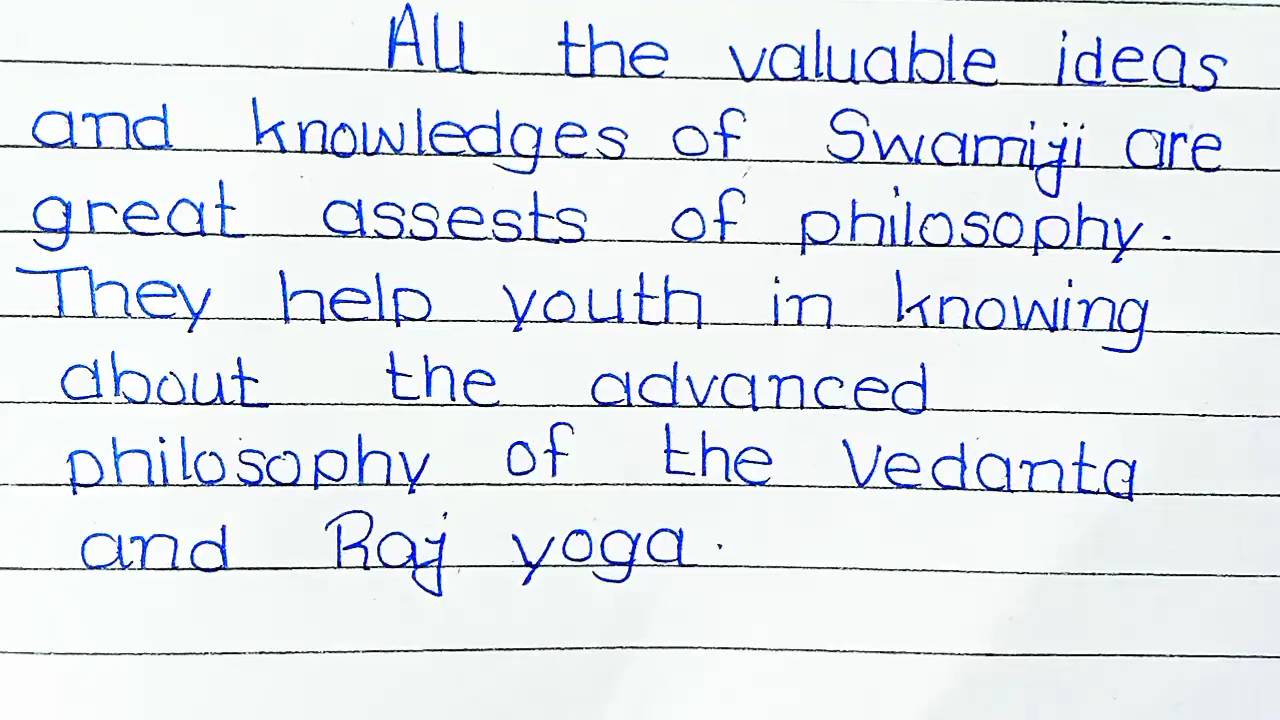 All the valuable ideas
and knowledges of Swamiji are
great assests of philosophy.
They help youth in knowing
about the advanced
philosophy of the Vedanta
and Raj yoga.